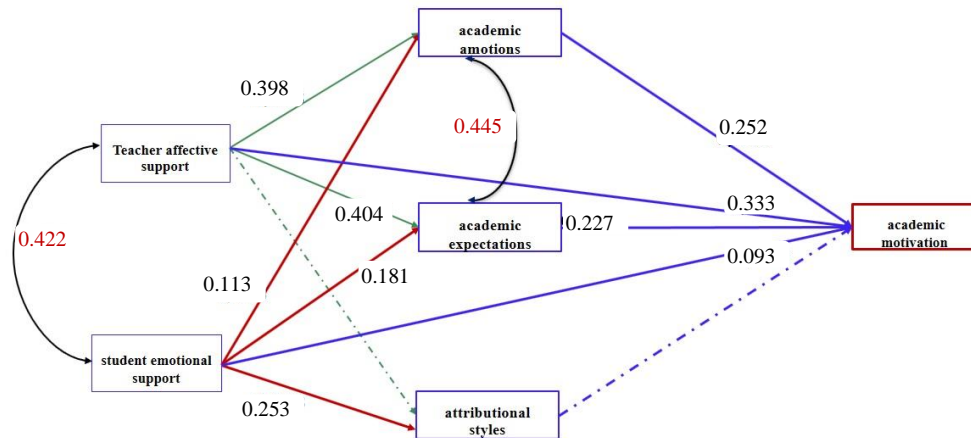 academic
amotions
0.398
0.445
0.252
Teacher affective
support
0.422
0.404
0.333
academic
expectations
0.227
academic
motivation
0.093
0.113
0.181
student emotional
support
0.253
attributional
styles